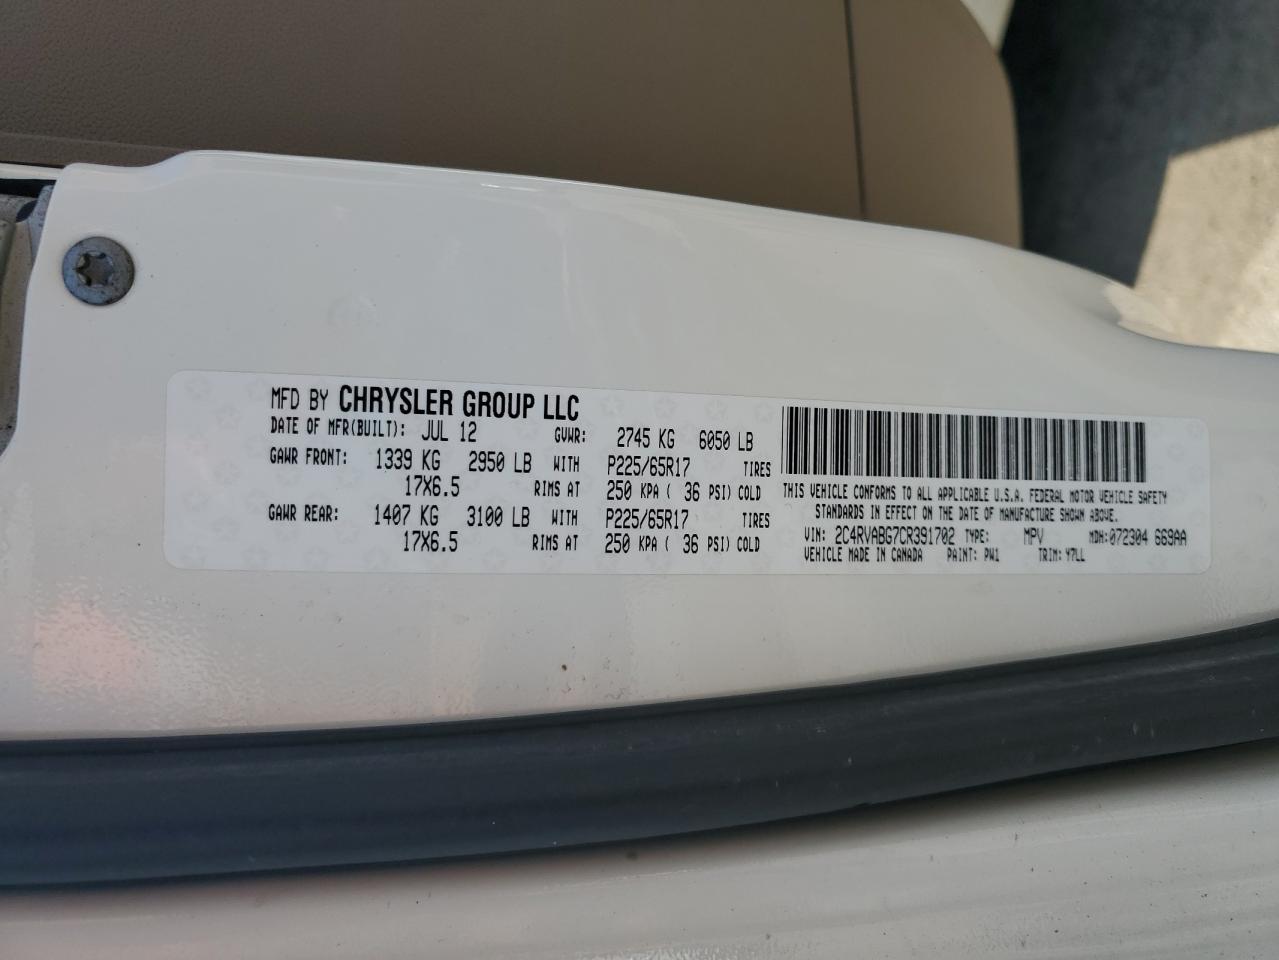 MFD BY CHRYSLER GROUP LLC
DATE OF MFR(BUILT): JUL 12 GVWR: 2745 KG 6050 LB
GAWR FRONT: 1339 KG 2950 LB WITH P225/65R17 TIRES
17X6.5 RIMS AT 250 KPA ( 36 PSI) COLD
GAWR REAR: 1407 KG 3100 LB WITH P225/65R17 TIRES
17X6.5 RIMS AT 250 KPA ( 36 PSI) COLD
THIS VEHICLE CONFORMS TO ALL APPLICABLE U.S.A. FEDERAL MOTOR VEHICLE SAFETY
STANDARDS IN EFFECT ON THE DATE OF MANUFACTURE SHOWN ABOVE.
VIN: 2C4RVABG7CR391702 TYPE: MPV MDH:072304 669AA
VEHICLE MADE IN CANADA PAINT: PW1 TRIM: Y7LL